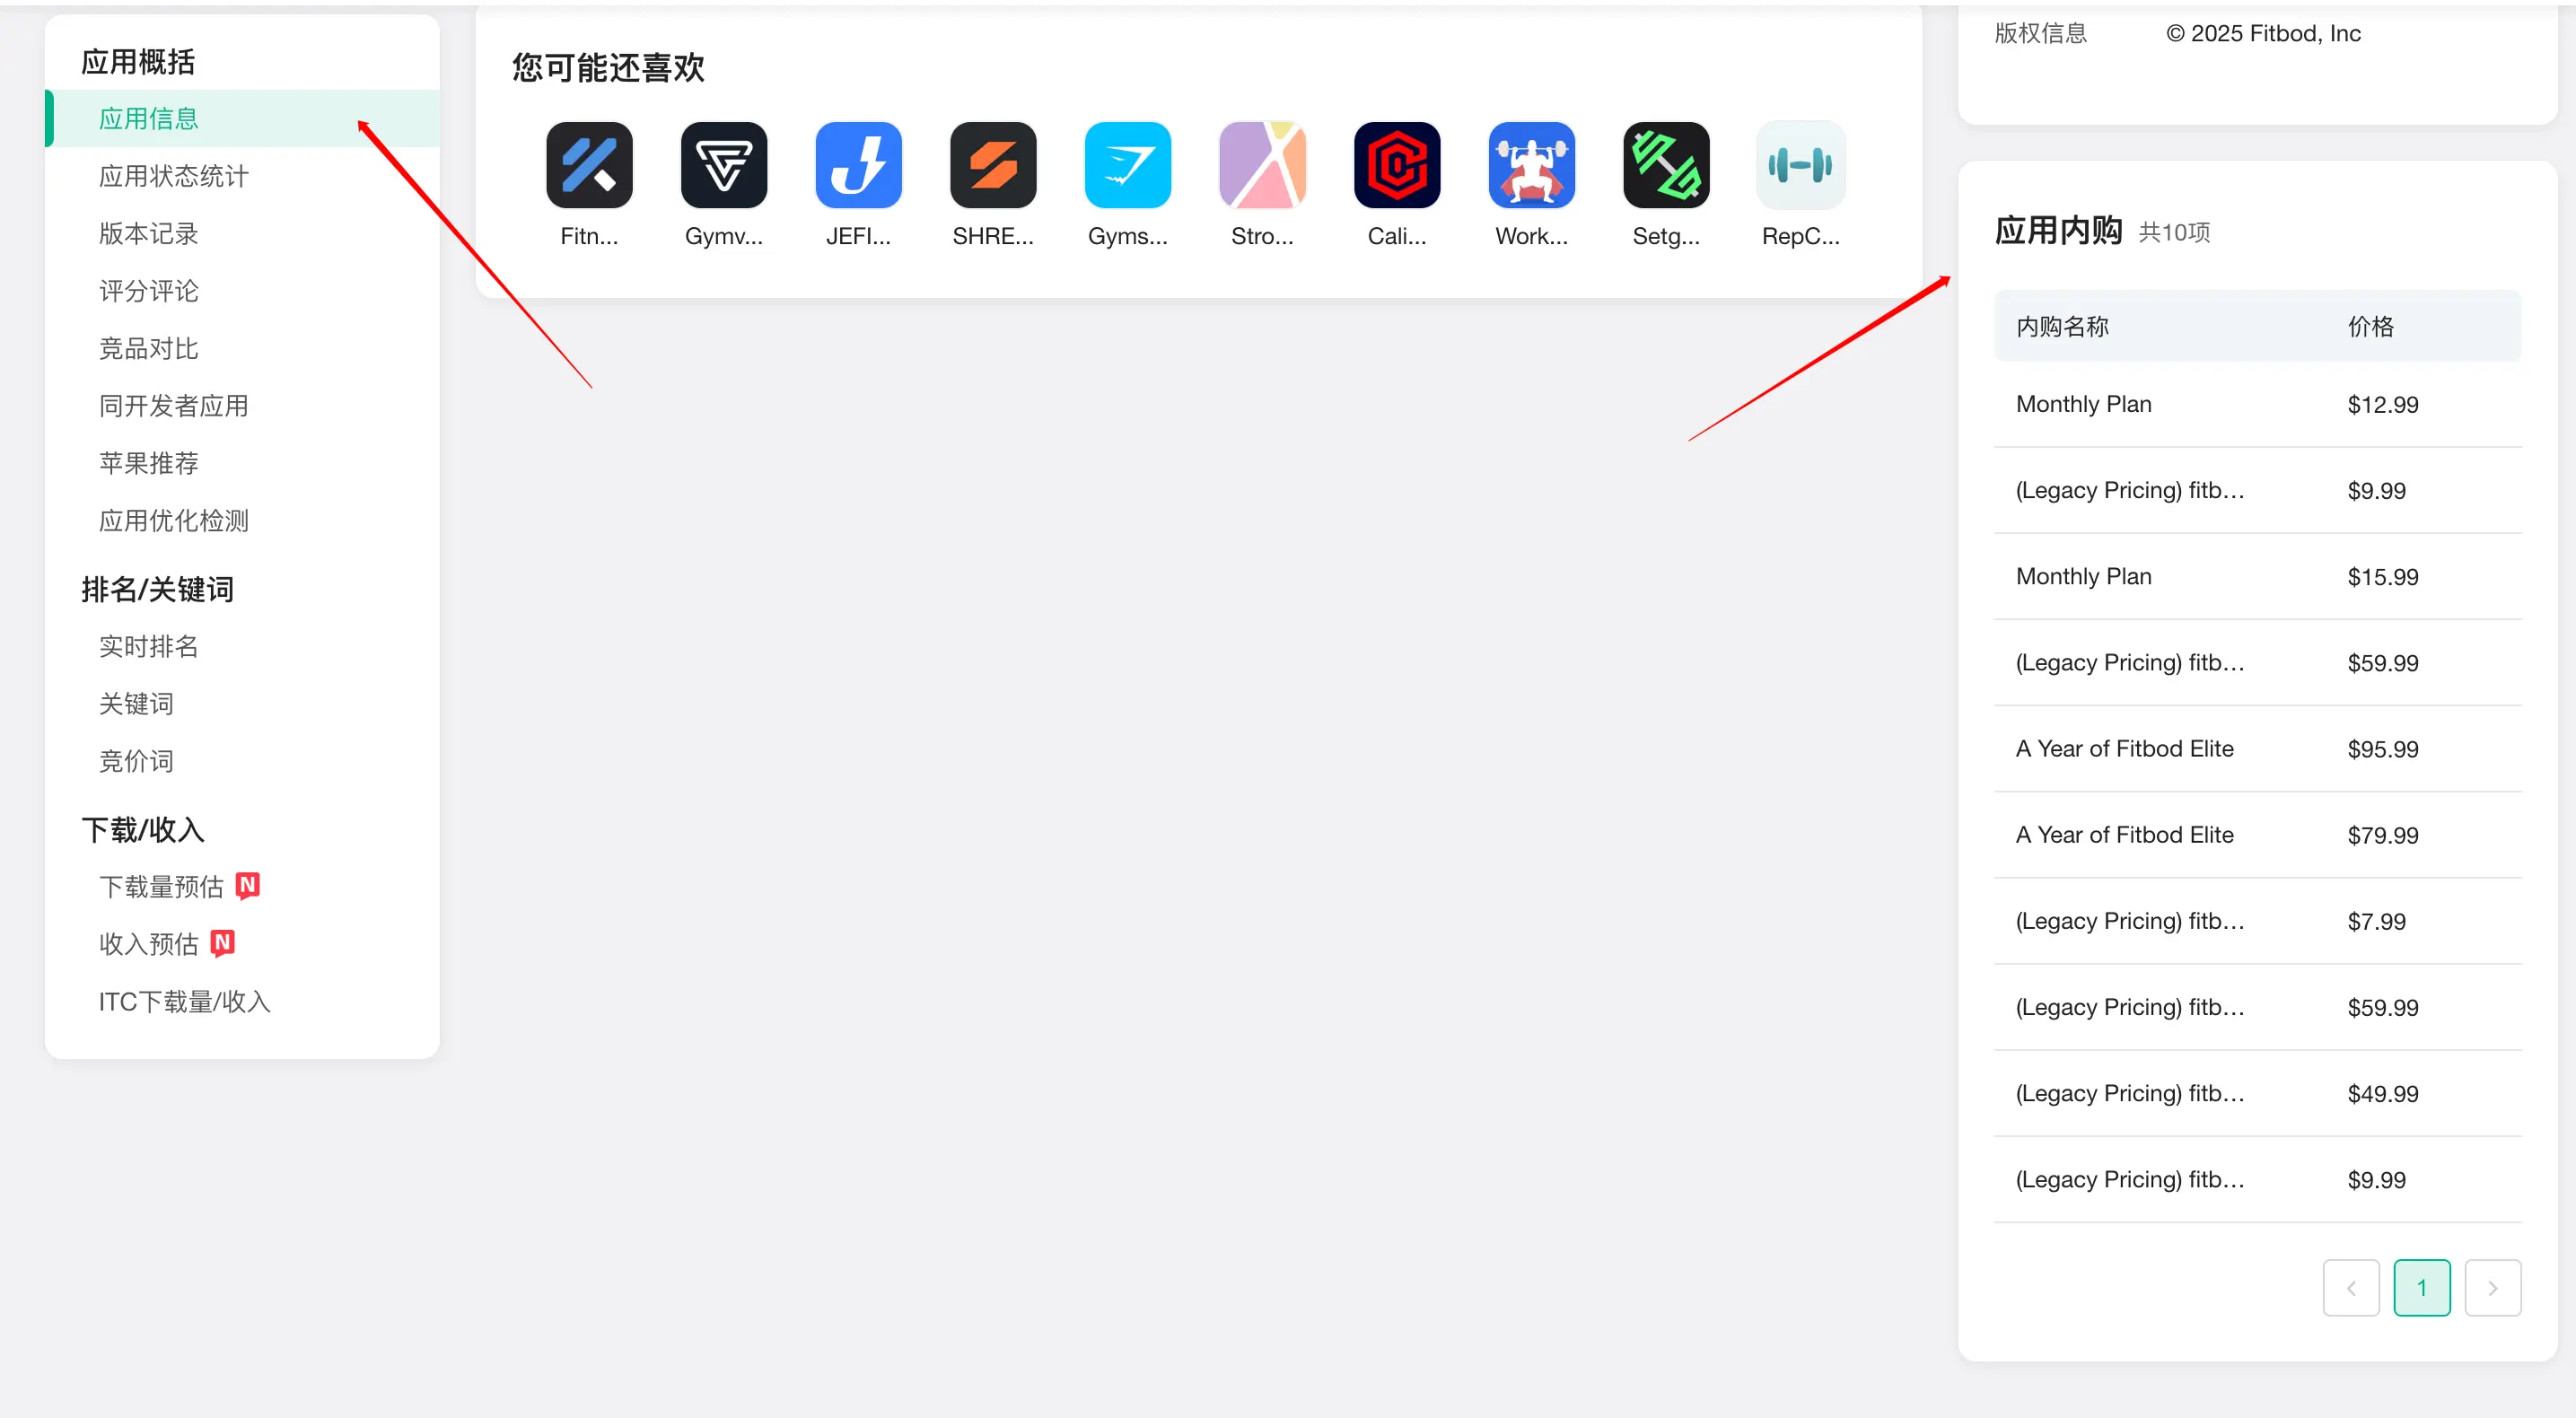 应用概括
应用信息
应用状态统计
版本记录
评分评论
竞品对比
同开发者应用
苹果推荐
应用优化检测
排名/关键词
实时排名
关键词
竞价词
下载/收入
下载量预估 N
收入预估 N
ITC下载量/收入
您可能还喜欢
Fitn... Gymv... JEFI... SHRE... Gyms... Stro... Cali... Work... Setg... RepC...
版权信息 © 2025 Fitbod, Inc
应用内购 共10项
内购名称 价格
Monthly Plan $12.99
(Legacy Pricing) fitb... $9.99
Monthly Plan $15.99
(Legacy Pricing) fitb... $59.99
A Year of Fitbod Elite $95.99
A Year of Fitbod Elite $79.99
(Legacy Pricing) fitb... $7.99
(Legacy Pricing) fitb... $59.99
(Legacy Pricing) fitb... $49.99
(Legacy Pricing) fitb... $9.99
1